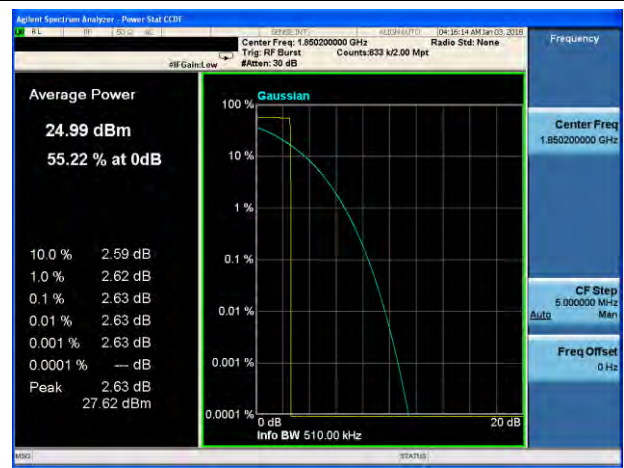 Agilent Spectrum Analyzer - Power Stat CCDF
RL RF 50 Ω AC SENSE:INT ALIGN AUTO 04:16:14 AM Jan 03, 2018
Center Freq: 1.850200000 GHz Radio Std: None
Trig: RF Burst Counts:833 k/2.00 Mpt
#IFGain:Low #Atten: 30 dB
Frequency
Average Power
24.99 dBm
55.22 % at 0dB
10.0 % 2.59 dB
1.0 % 2.62 dB
0.1 % 2.63 dB
0.01 % 2.63 dB
0.001 % 2.63 dB
0.0001 % --- dB
Peak 2.63 dB
27.62 dBm
Gaussian
100 %
10 %
1 %
0.1 %
0.01 %
0.001 %
0.0001 %
0 dB 20 dB
Info BW 510.00 kHz
Center Freq
1.850200000 GHz
CF Step
5.000000 MHz
Auto Man
Freq Offset
0 Hz
MSG STATUS